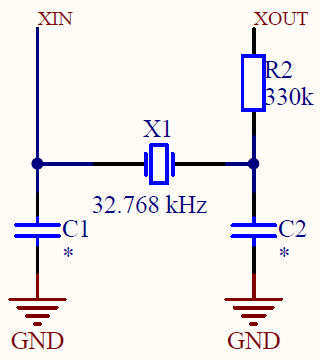 XIN
XOUT
R2
330k
X1
32.768 kHz
C1
*
C2
*
GND
GND